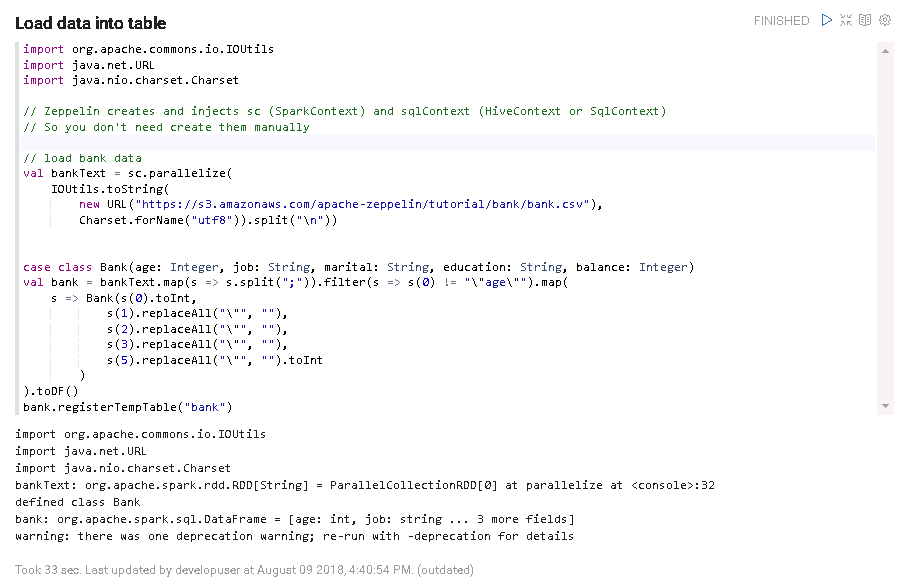 Load data into table
FINISHED
import org.apache.commons.io.IOUtils
import java.net.URL
import java.nio.charset.Charset
// Zeppelin creates and injects sc (SparkContext) and sqlContext (HiveContext or SqlContext)
// So you don't need create them manually
// load bank data
val bankText = sc.parallelize(
    IOUtils.toString(
        new URL("https://s3.amazonaws.com/apache-zeppelin/tutorial/bank/bank.csv"),
        Charset.forName("utf8")).split("\n"))
case class Bank(age: Integer, job: String, marital: String, education: String, balance: Integer)
val bank = bankText.map(s => s.split(";")).filter(s => s(0) != "\"age\"").map(
    s => Bank(s(0).toInt,
            s(1).replaceAll("\"", ""),
            s(2).replaceAll("\"", ""),
            s(3).replaceAll("\"", ""),
            s(5).replaceAll("\"", "").toInt
        )
).toDF()
bank.registerTempTable("bank")
import org.apache.commons.io.IOUtils
import java.net.URL
import java.nio.charset.Charset
bankText: org.apache.spark.rdd.RDD[String] = ParallelCollectionRDD[0] at parallelize at <console>:32
defined class Bank
bank: org.apache.spark.sql.DataFrame = [age: int, job: string ... 3 more fields]
warning: there was one deprecation warning; re-run with -deprecation for details
Took 33 sec. Last updated by developuser at August 09 2018, 4:40:54 PM. (outdated)